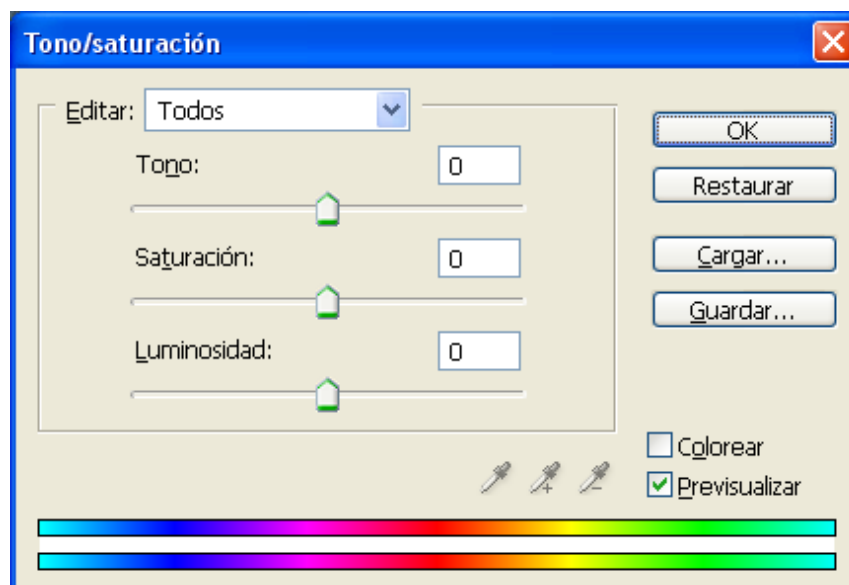 Tono/saturación
Editar: Todos
Tono: 0
Saturación: 0
Luminosidad: 0
OK
Restaurar
Cargar...
Guardar...
Colorear
Previsualizar